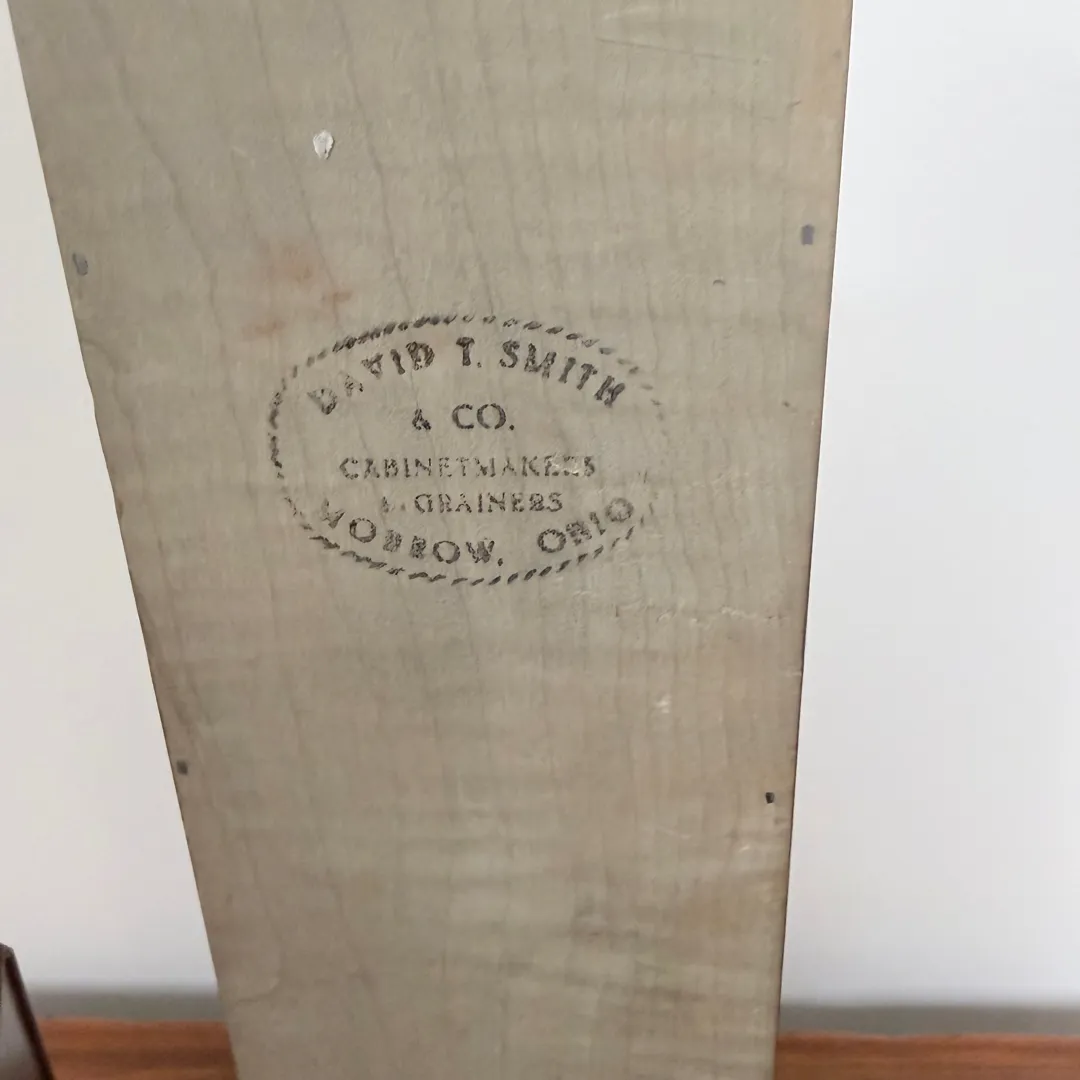 DAVID T. SMITH
& CO.
CABINETMAKERS
& GRAINERS
MORROW, OHIO